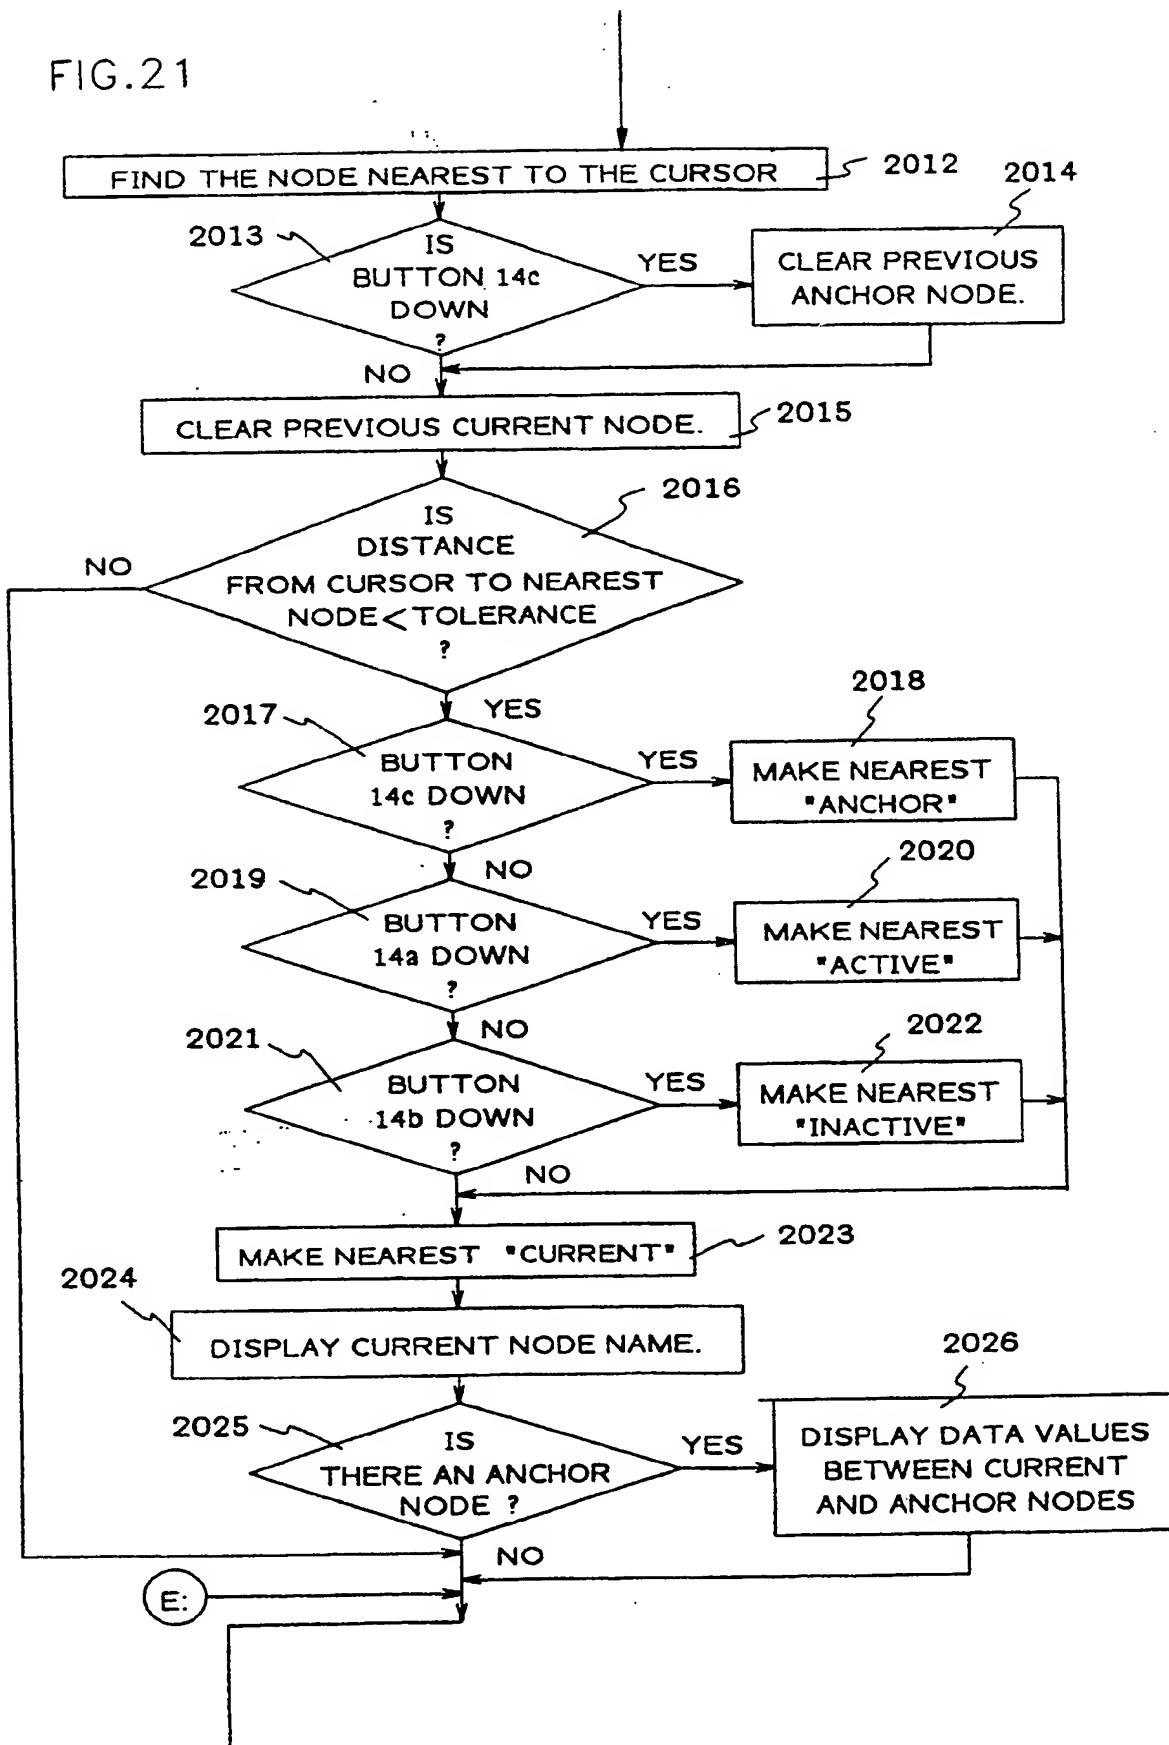 FIG.21
FIND THE NODE NEAREST TO THE CURSOR
2012
2014
2013
IS
BUTTON 14c
DOWN
?
YES
CLEAR PREVIOUS
ANCHOR NODE.
NO
CLEAR PREVIOUS CURRENT NODE.
2015
2016
IS
DISTANCE
FROM CURSOR TO NEAREST
NODE<TOLERANCE
?
NO
YES
2017
BUTTON
14c DOWN
?
YES
2018
MAKE NEAREST
"ANCHOR"
NO
2019
BUTTON
14a DOWN
?
YES
2020
MAKE NEAREST
"ACTIVE"
NO
2021
BUTTON
14b DOWN
?
YES
2022
MAKE NEAREST
"INACTIVE"
NO
MAKE NEAREST "CURRENT"
2023
2024
DISPLAY CURRENT NODE NAME.
2025
IS
THERE AN ANCHOR
NODE ?
YES
2026
DISPLAY DATA VALUES
BETWEEN CURRENT
AND ANCHOR NODES
NO
E: